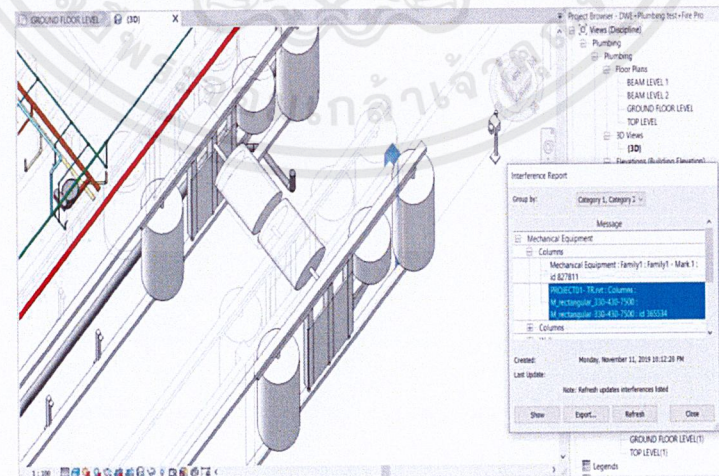 GROUND FLOOR LEVEL
{3D}
X
Project Browser - DWE+Plumbing test+Fire Pro
Views (Discipline)
Plumbing
Plumbing
Floor Plans
BEAM LEVEL 1
BEAM LEVEL 2
GROUND FLOOR LEVEL
TOP LEVEL
3D Views
{3D}
Elevations (Building Elevation)
Interference Report
Group by:
Category 1, Category 2
Message
Mechanical Equipment
Columns
Mechanical Equipment : Family1 : Family1 - Mark 1 :
id 827811
PROJECT01- TR.rvt : Columns :
M_rectangular_330-430-7500 :
M_rectangular-330-430-7500 : id 365534
Columns
Created:
Monday, November 11, 2019 10:12:28 PM
Last Update:
Note: Refresh updates interferences listed
Show
Export...
Refresh
Close
GROUND FLOOR LEVEL(1)
TOP LEVEL(1)
Legends
1 : 100